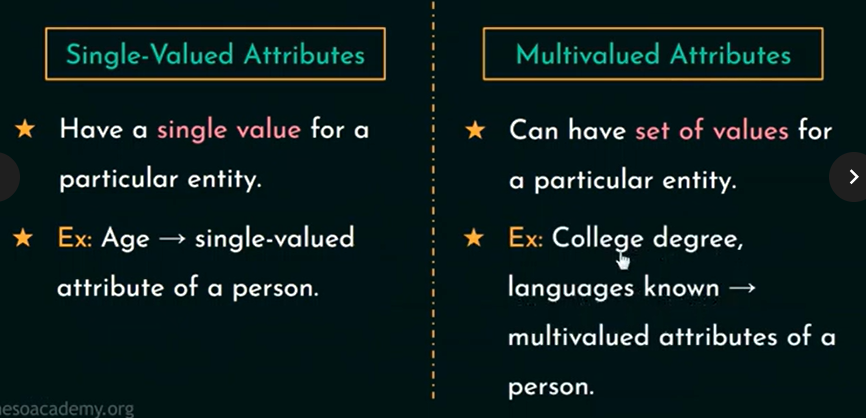 Single-Valued Attributes
★ Have a single value for a
particular entity.
★ Ex: Age → single-valued
attribute of a person.
Multivalued Attributes
★ Can have set of values for
a particular entity.
★ Ex: College degree,
languages known →
multivalued attributes of a
person.
esoacademy.org